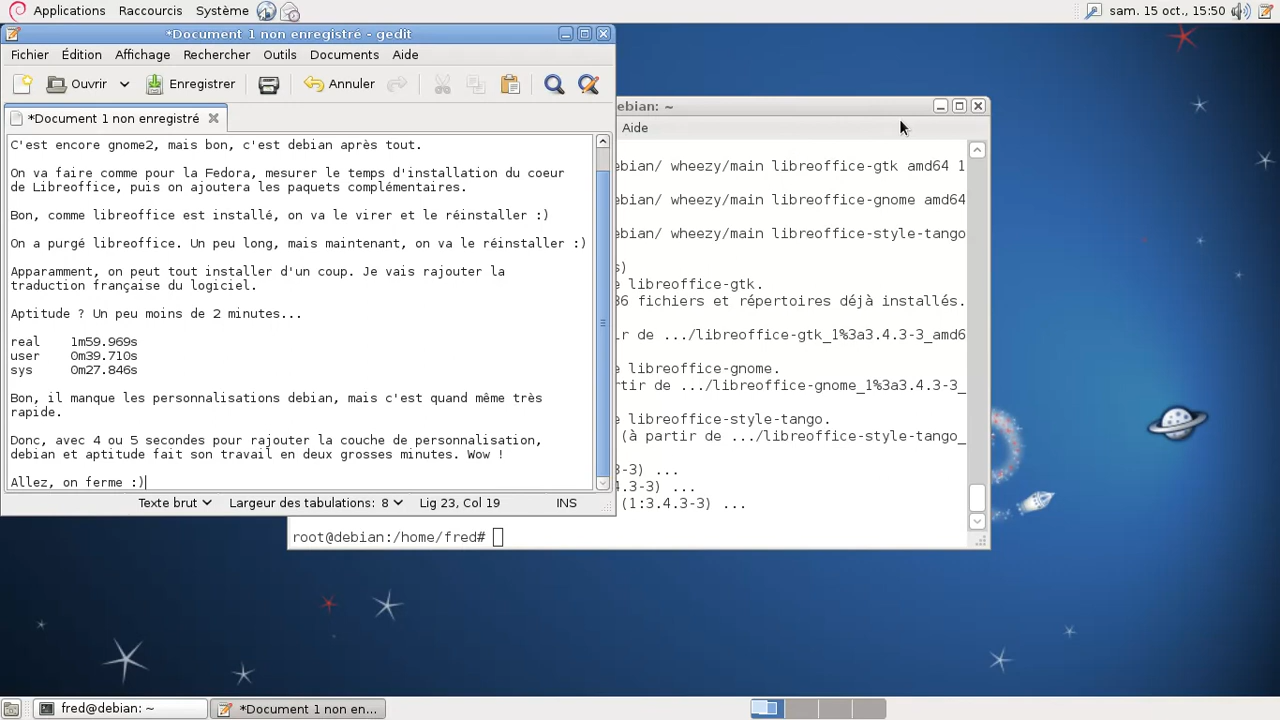 Applications Raccourcis Système
sam. 15 oct., 15:50
*Document 1 non enregistré - gedit
Fichier Édition Affichage Rechercher Outils Documents Aide
Ouvrir Enregistrer Annuler
*Document 1 non enregistré
C'est encore gnome2, mais bon, c'est debian après tout.
On va faire comme pour la Fedora, mesurer le temps d'installation du coeur
de Libreoffice, puis on ajoutera les paquets complémentaires.
Bon, comme libreoffice est installé, on va le virer et le réinstaller :)
On a purgé libreoffice. Un peu long, mais maintenant, on va le réinstaller :)
Apparamment, on peut tout installer d'un coup. Je vais rajouter la
traduction française du logiciel.
Aptitude ? Un peu moins de 2 minutes...
real 1m59.969s
user 0m39.710s
sys 0m27.846s
Bon, il manque les personnalisations debian, mais c'est quand même très
rapide.
Donc, avec 4 ou 5 secondes pour rajouter la couche de personnalisation,
debian et aptitude fait son travail en deux grosses minutes. Wow !
Allez, on ferme :)
Texte brut Largeur des tabulations: 8 Lig 23, Col 19 INS
ebian: ~
Aide
ebian/ wheezy/main libreoffice-gtk amd64 1
ebian/ wheezy/main libreoffice-gnome amd64
ebian/ wheezy/main libreoffice-style-tango
s)
e libreoffice-gtk.
36 fichiers et répertoires déjà installés.
ir de .../libreoffice-gtk_1%3a3.4.3-3_amd6
e libreoffice-gnome.
rtir de .../libreoffice-gnome_1%3a3.4.3-3_
e libreoffice-style-tango.
(à partir de .../libreoffice-style-tango_
3-3) ...
4.3-3) ...
(1:3.4.3-3) ...
root@debian:/home/fred#
fred@debian: ~
*Document 1 non en...